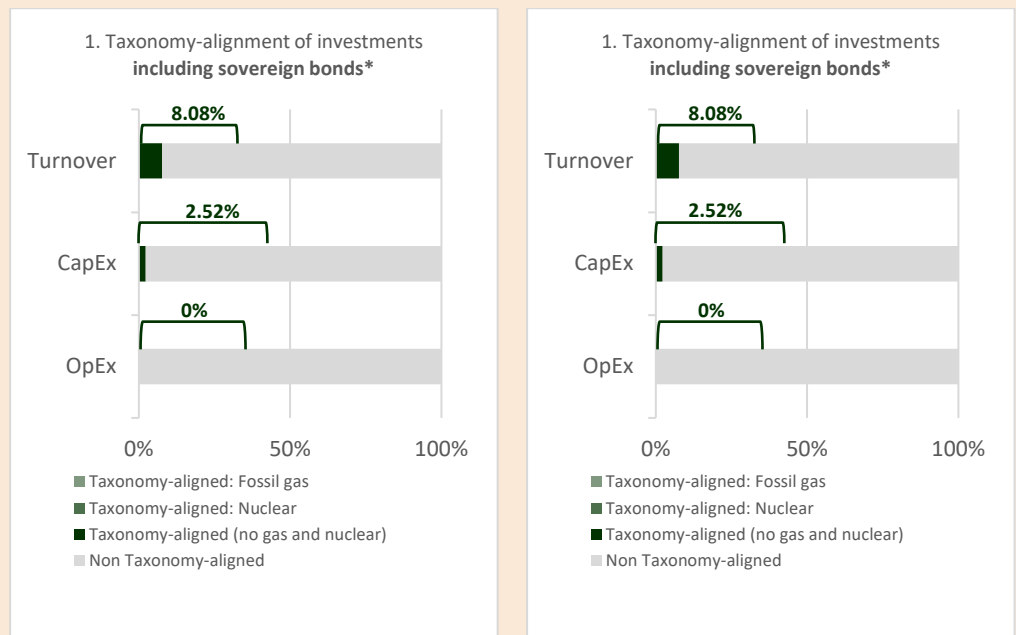 1. Taxonomy-alignment of investments
including sovereign bonds*
8.08%
Turnover
2.52%
CapEx
0%
OpEx
0% 50% 100%
Taxonomy-aligned: Fossil gas
Taxonomy-aligned: Nuclear
Taxonomy-aligned (no gas and nuclear)
Non Taxonomy-aligned
1. Taxonomy-alignment of investments
including sovereign bonds*
8.08%
Turnover
2.52%
CapEx
0%
OpEx
0% 50% 100%
Taxonomy-aligned: Fossil gas
Taxonomy-aligned: Nuclear
Taxonomy-aligned (no gas and nuclear)
Non Taxonomy-aligned